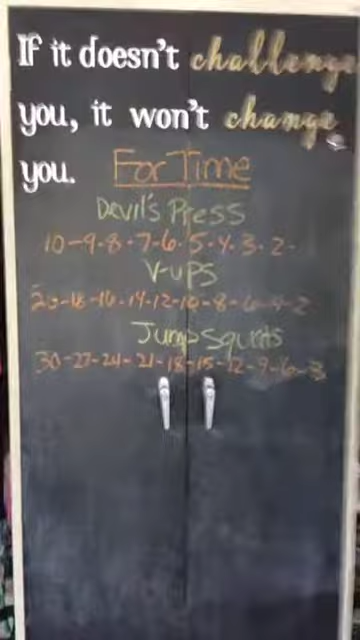 If it doesn't challenge
you, it won't change
you. For Time
Devil's Press
10-9-8-7-6-5-4-3-2-
V-UPS
20-18-16-14-12-10-8-6-4-2
Jump Squats
30-27-24-21-18-15-12-9-6-3